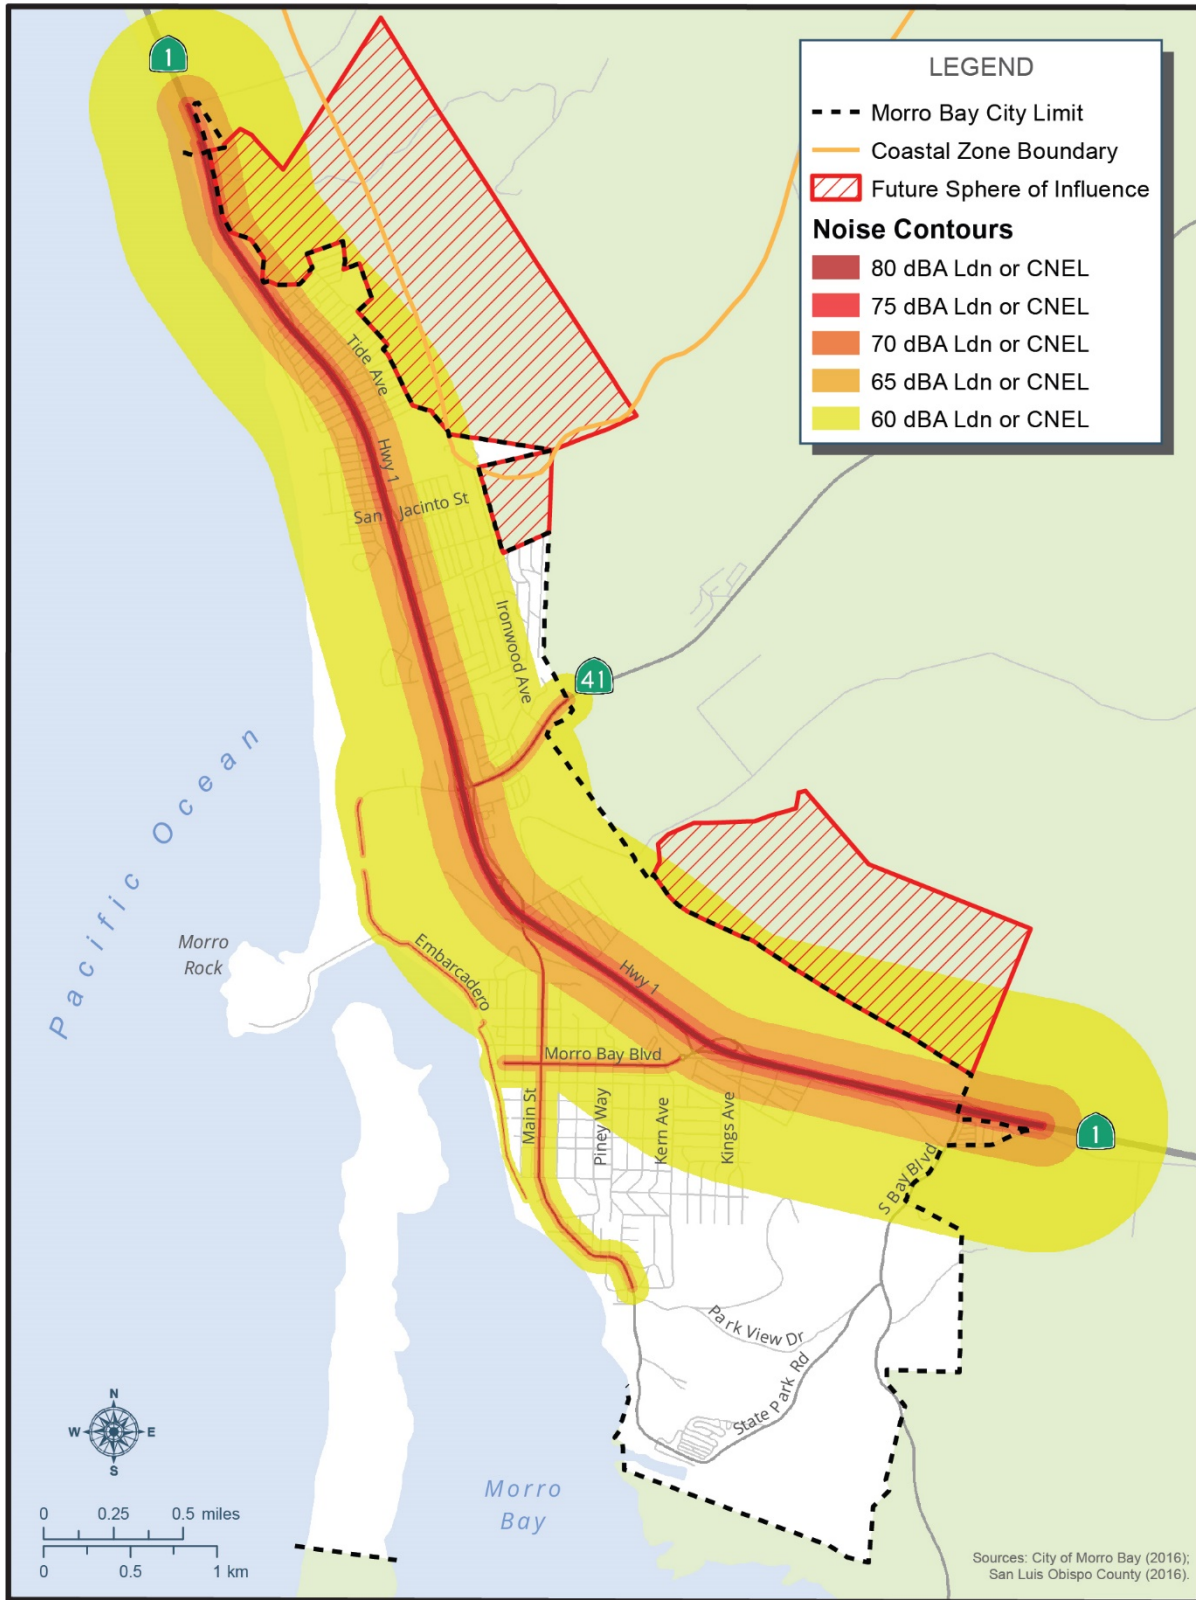 1
LEGEND
Morro Bay City Limit
Coastal Zone Boundary
Future Sphere of Influence
Noise Contours
80 dBA Ldn or CNEL
75 dBA Ldn or CNEL
70 dBA Ldn or CNEL
65 dBA Ldn or CNEL
60 dBA Ldn or CNEL
Tide Ave
Hwy 1
San Jacinto St
Ironwood Ave
41
Pacific Ocean
Morro
Rock
Embarcadero
Hwy 1
Morro Bay Blvd
Main St
Piney Way
Kern Ave
Kings Ave
1
S Bay Blvd
Park View Dr
State Park Rd
N
W E
S
Morro
Bay
0 0.25 0.5 miles
0 0.5 1 km
Sources: City of Morro Bay (2016);
San Luis Obispo County (2016).